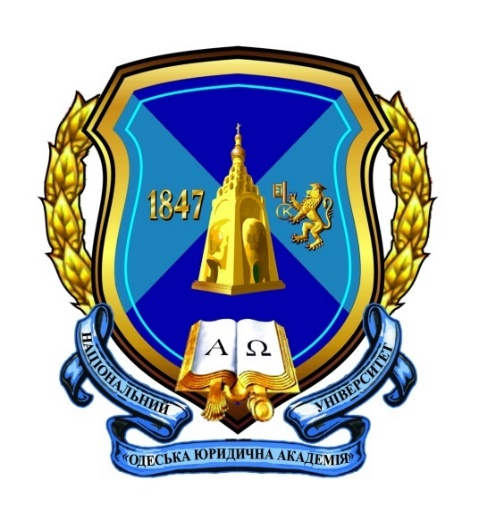 1847
Α Ω
НАЦІОНАЛЬНИЙ
УНІВЕРСИТЕТ
“ОДЕСЬКА ЮРИДИЧНА АКАДЕМІЯ”